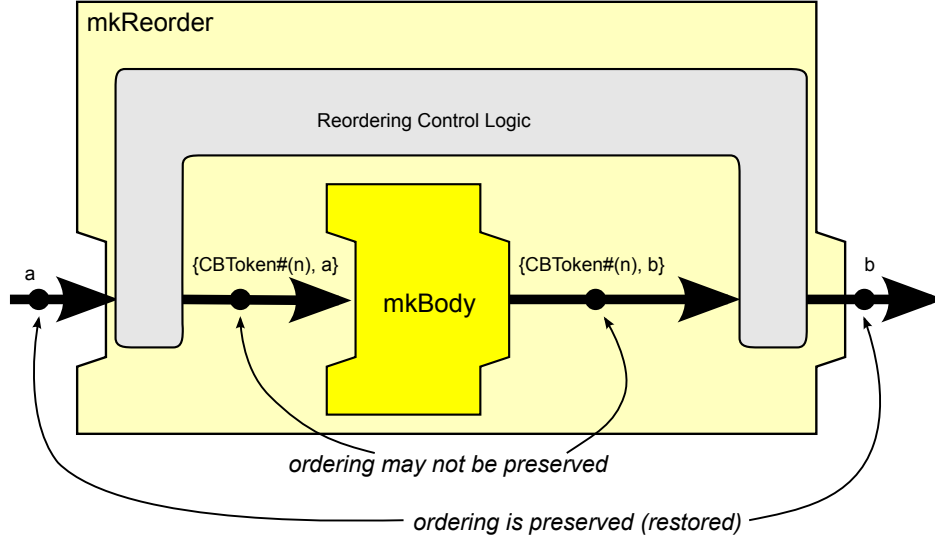 mkReorder
Reordering Control Logic
{CBToken#(n), a}
{CBToken#(n), b}
a
b
mkBody
ordering may not be preserved
ordering is preserved (restored)